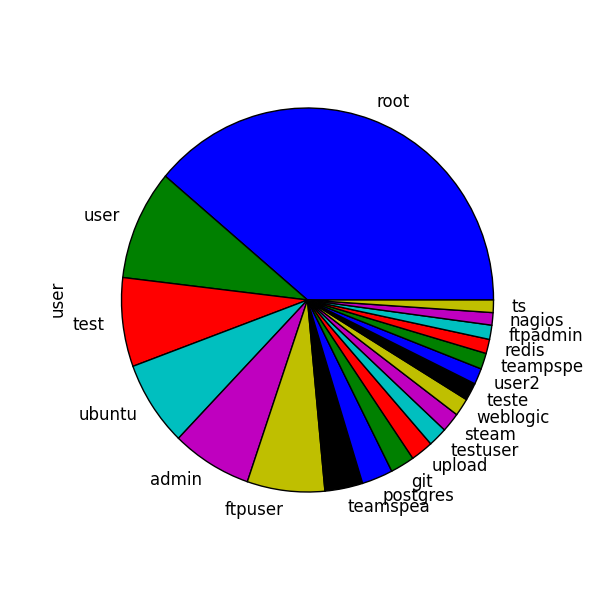 root
user
user
test
ubuntu
admin
ftpuser
teamspea
postgres
git
upload
testuser
steam
weblogic
teste
user2
teampspe
redis
ftpadmin
nagios
ts